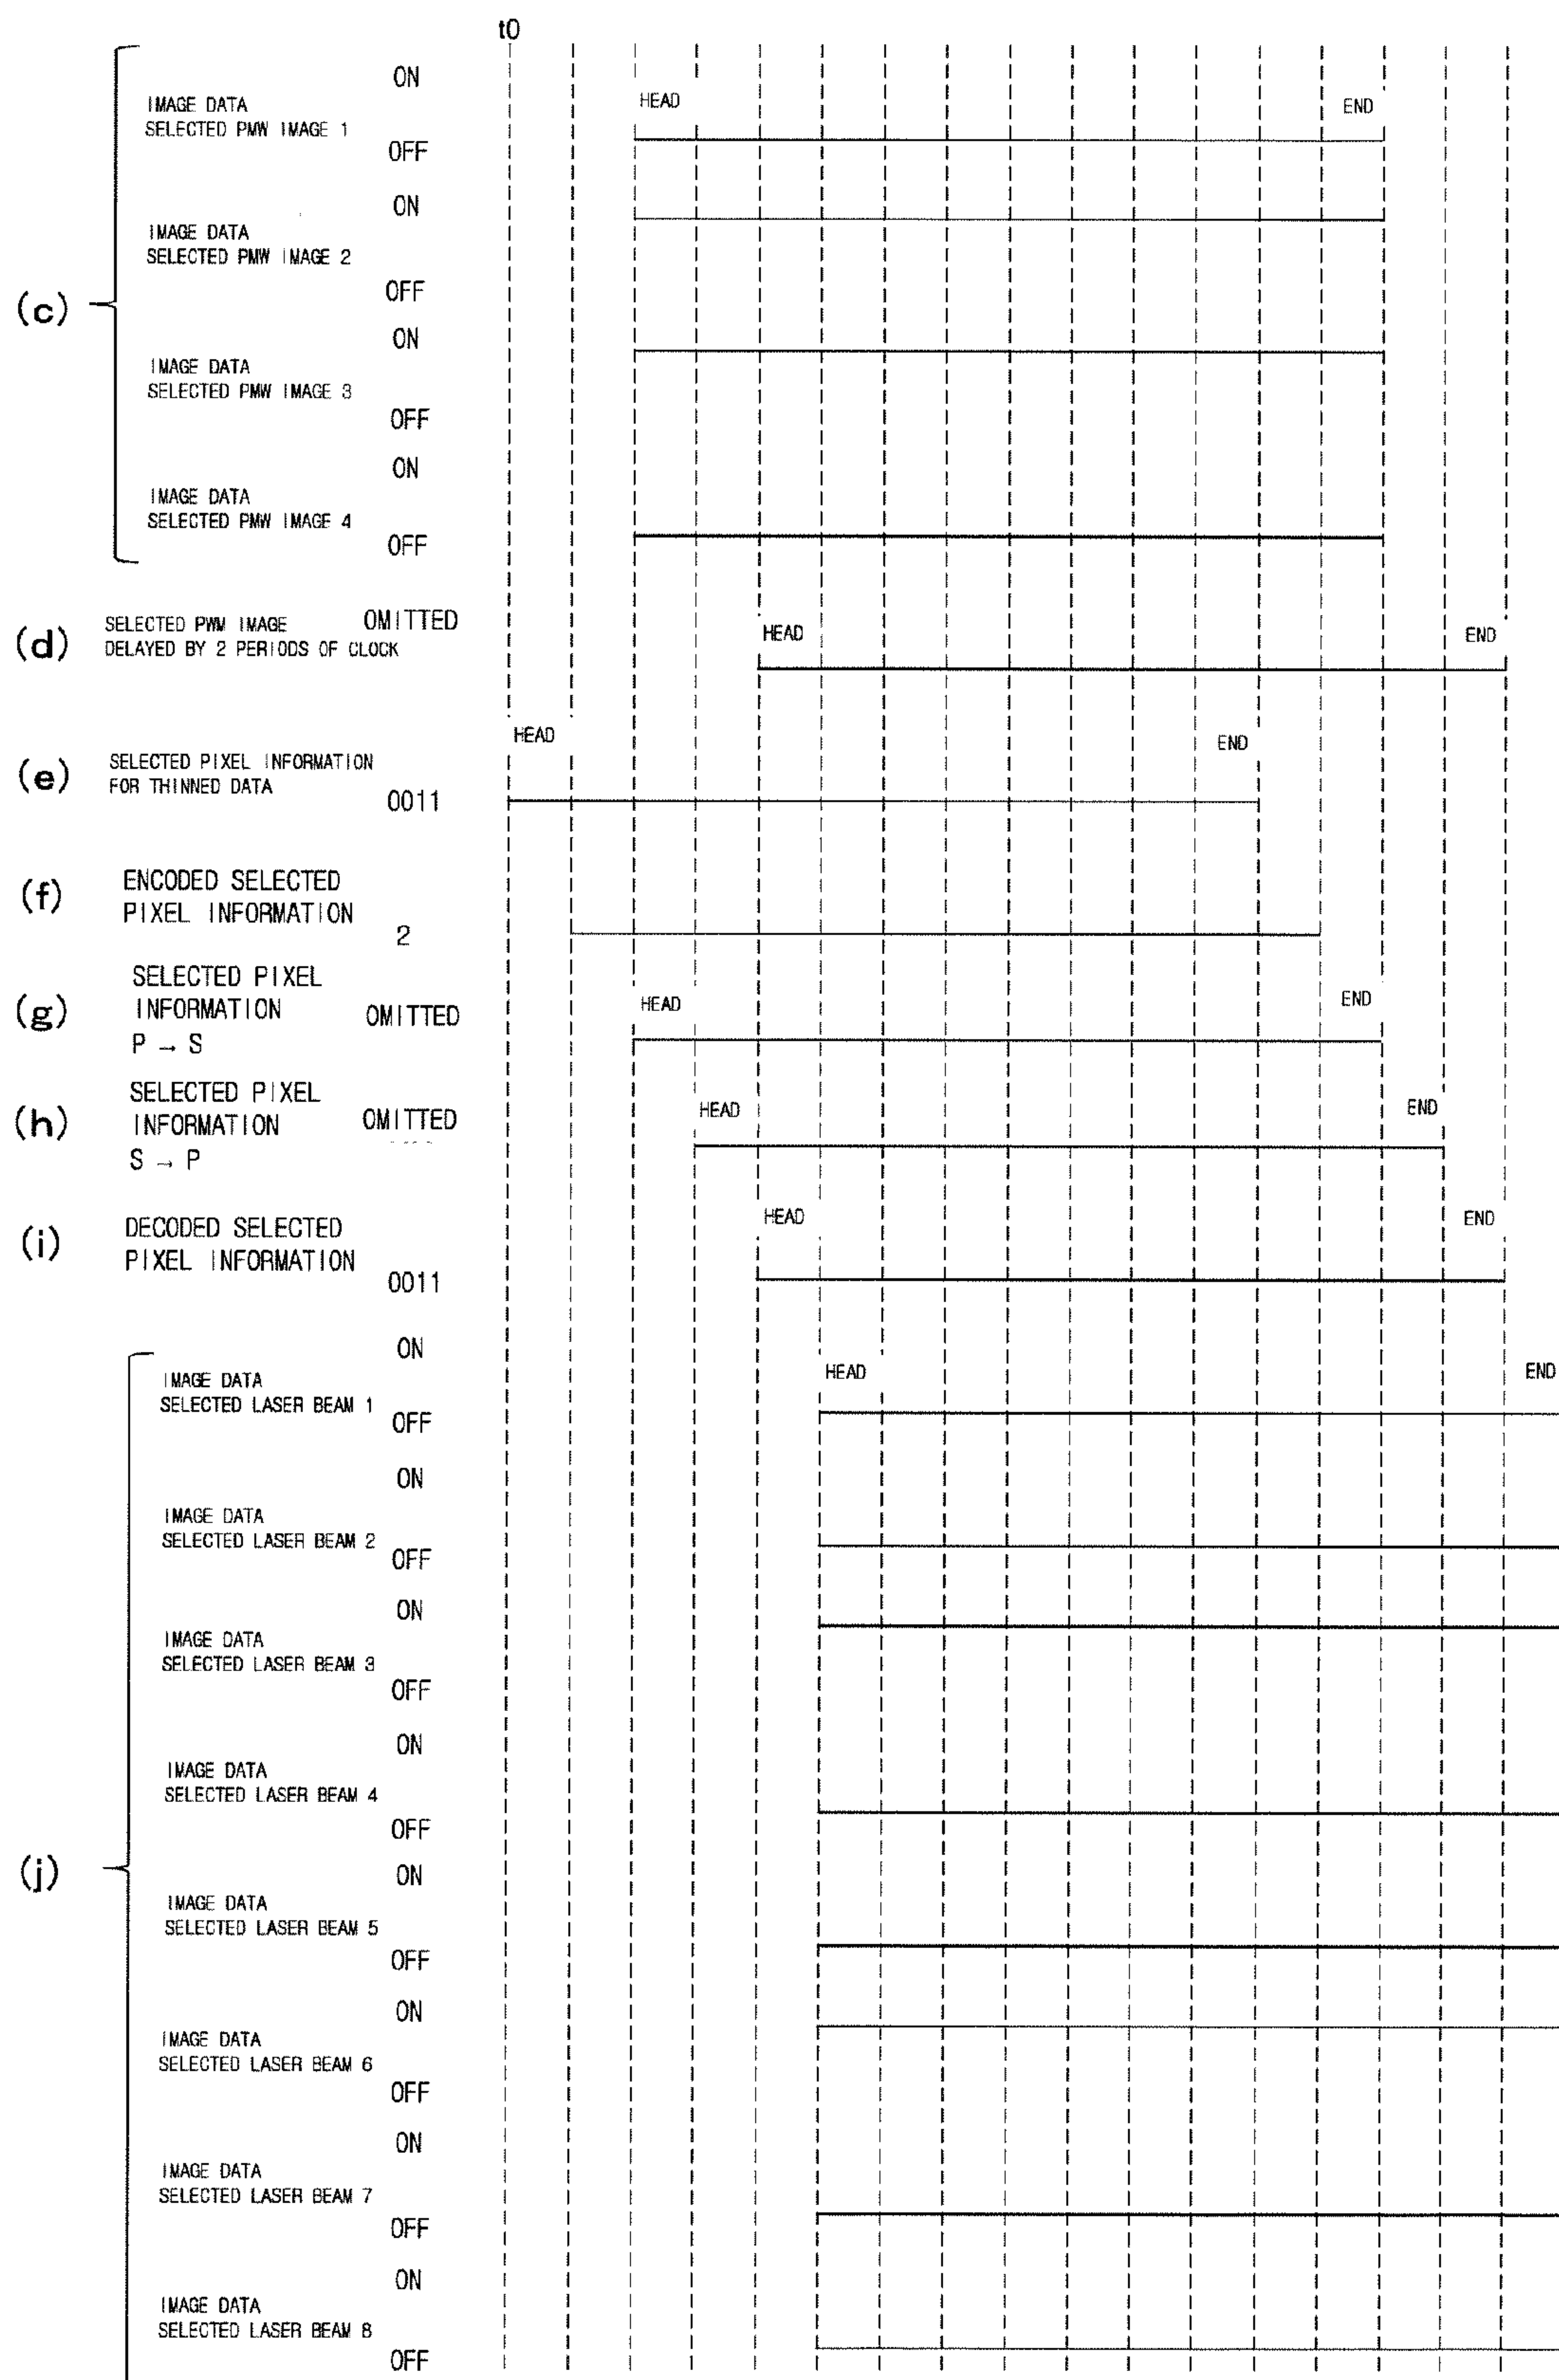 t0
ON
HEAD
END
IMAGE DATA
SELECTED PMW IMAGE 1
OFF
ON
IMAGE DATA
SELECTED PMW IMAGE 2
OFF
(c)
ON
IMAGE DATA
SELECTED PMW IMAGE 3
OFF
ON
IMAGE DATA
SELECTED PMW IMAGE 4
OFF
(d)
SELECTED PWM IMAGE
DELAYED BY 2 PERIODS OF CLOCK
OMITTED
HEAD
END
(e)
SELECTED PIXEL INFORMATION
FOR THINNED DATA
0011
HEAD
END
(f)
ENCODED SELECTED
PIXEL INFORMATION
2
(g)
SELECTED PIXEL
INFORMATION
P → S
OMITTED
HEAD
END
(h)
SELECTED PIXEL
INFORMATION
S → P
OMITTED
HEAD
END
(i)
DECODED SELECTED
PIXEL INFORMATION
0011
HEAD
END
ON
HEAD
END
IMAGE DATA
SELECTED LASER BEAM 1
OFF
ON
IMAGE DATA
SELECTED LASER BEAM 2
OFF
ON
IMAGE DATA
SELECTED LASER BEAM 3
OFF
ON
IMAGE DATA
SELECTED LASER BEAM 4
OFF
(j)
ON
IMAGE DATA
SELECTED LASER BEAM 5
OFF
ON
IMAGE DATA
SELECTED LASER BEAM 6
OFF
ON
IMAGE DATA
SELECTED LASER BEAM 7
OFF
ON
IMAGE DATA
SELECTED LASER BEAM 8
OFF